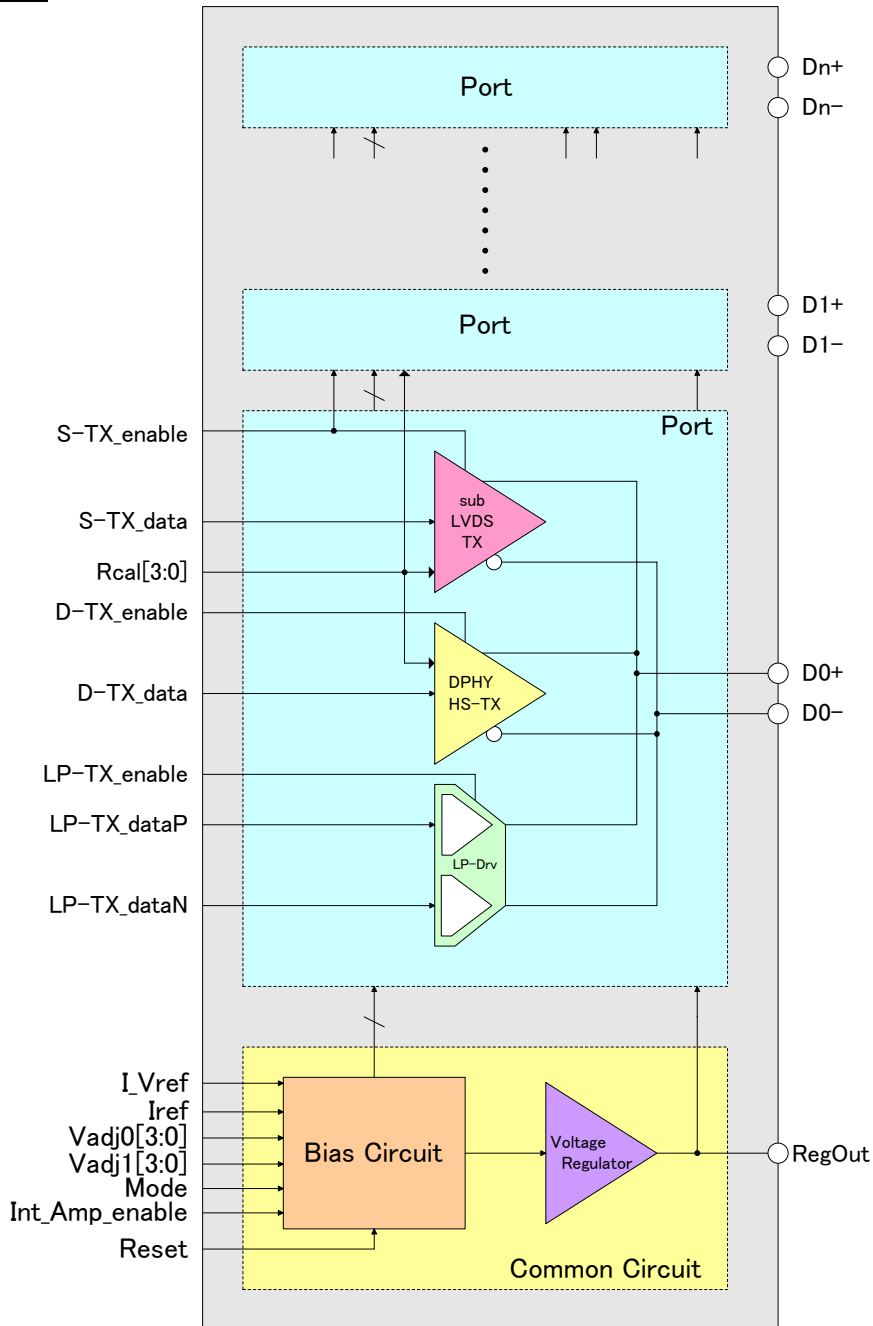 Port
Dn+
Dn-
Port
D1+
D1-
Port
S-TX_enable
S-TX_data
Rcal[3:0]
D-TX_enable
D-TX_data
LP-TX_enable
LP-TX_dataP
LP-TX_dataN
sub
LVDS
TX
DPHY
HS-TX
LP-Drv
D0+
D0-
I_Vref
Iref
Vadj0[3:0]
Vadj1[3:0]
Mode
Int_Amp_enable
Reset
Bias Circuit
Voltage
Regulator
RegOut
Common Circuit